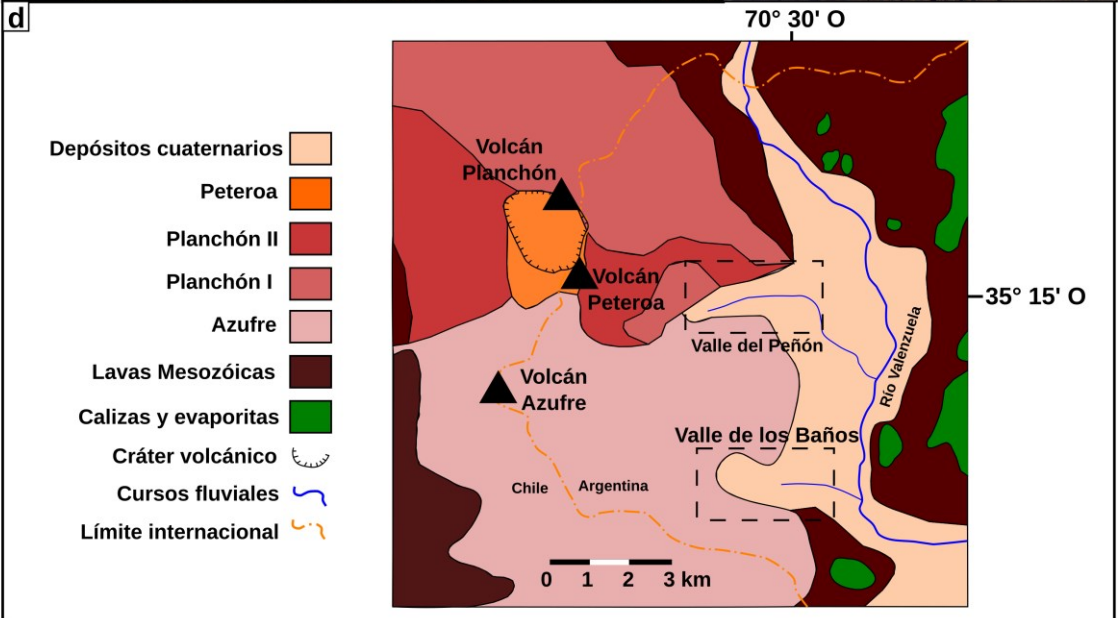 d
70° 30' O
Depósitos cuaternarios
Peteroa
Planchón II
Planchón I
Azufre
Lavas Mesozóicas
Calizas y evaporitas
Cráter volcánico
Cursos fluviales
Límite internacional
Volcán
Planchón
Volcán
Peteroa
35° 15' O
Valle del Peñón
Río Valenzuela
Volcán
Azufre
Valle de los Baños
Chile
Argentina
0 1 2 3 km